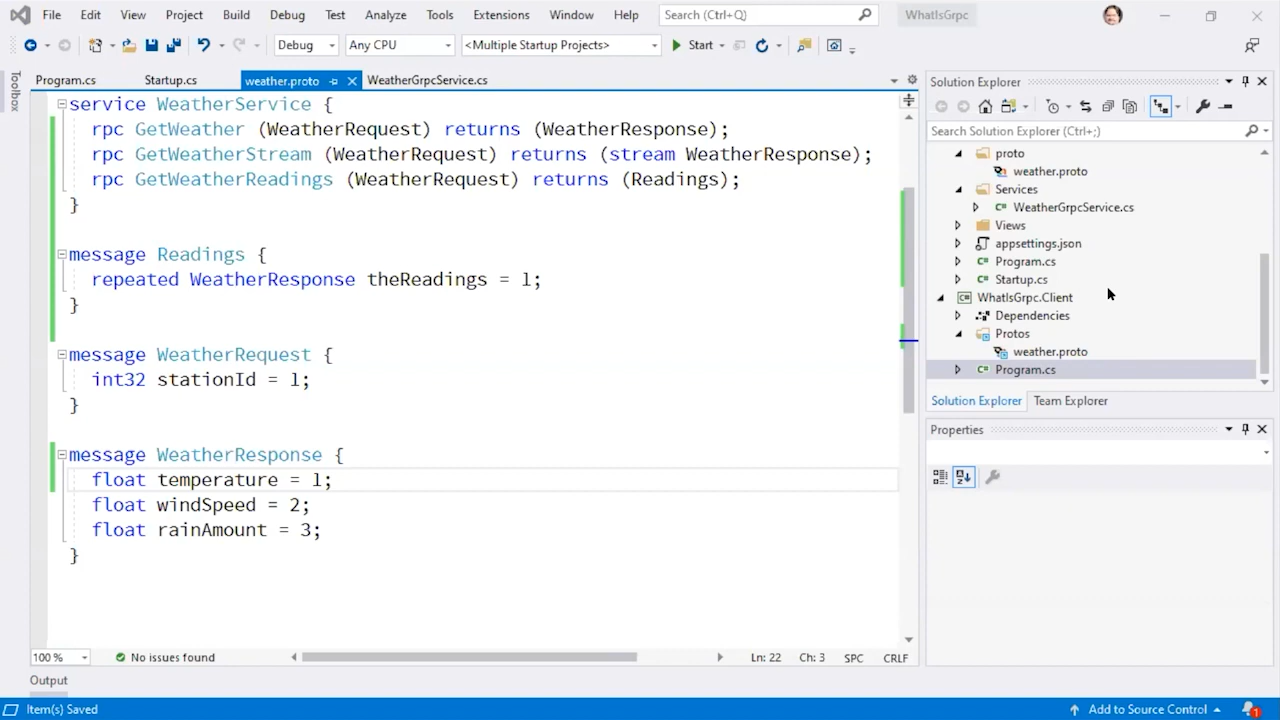 File Edit View Project Build Debug Test Analyze Tools Extensions Window Help Search (Ctrl+Q) WhatIsGrpc
Debug Any CPU <Multiple Startup Projects> Start
Toolbox
Program.cs Startup.cs weather.proto WeatherGrpcService.cs
service WeatherService {
rpc GetWeather (WeatherRequest) returns (WeatherResponse);
rpc GetWeatherStream (WeatherRequest) returns (stream WeatherResponse);
rpc GetWeatherReadings (WeatherRequest) returns (Readings);
}
message Readings {
repeated WeatherResponse theReadings = 1;
}
message WeatherRequest {
int32 stationId = 1;
}
message WeatherResponse {
float temperature = 1;
float windSpeed = 2;
float rainAmount = 3;
}
100 % No issues found Ln: 22 Ch: 3 SPC CRLF
Output
Item(s) Saved Add to Source Control 1
Solution Explorer
Search Solution Explorer (Ctrl+;)
proto
weather.proto
Services
WeatherGrpcService.cs
Views
appsettings.json
Program.cs
Startup.cs
WhatIsGrpc.Client
Dependencies
Protos
weather.proto
Program.cs
Solution Explorer Team Explorer
Properties